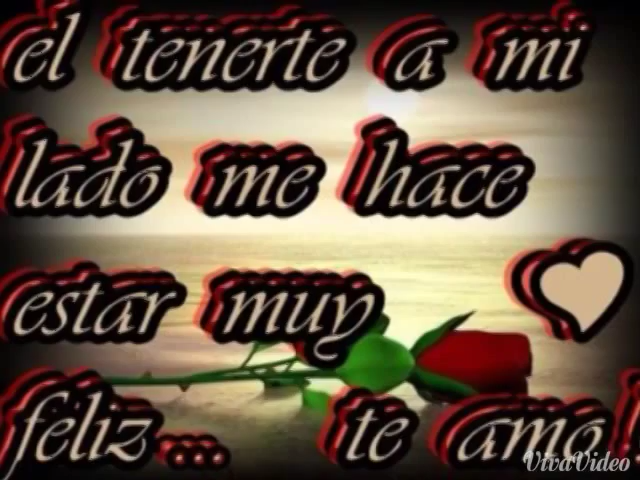 el tenerte a mi
lado me hace
estar muy
feliz... te amo!
VivaVideo